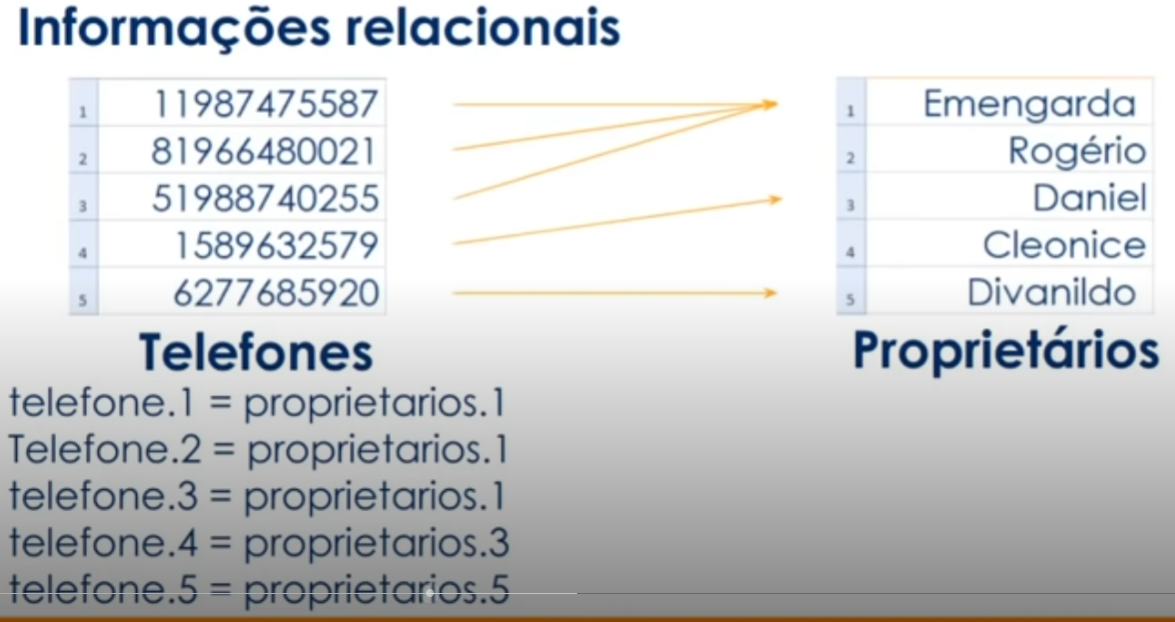 Informações relacionais
1 11987475587
2 81966480021
3 51988740255
4 1589632579
5 6277685920
Telefones
1 Emengarda
2 Rogério
3 Daniel
4 Cleonice
5 Divanildo
Proprietários
telefone.1 = proprietarios.1
Telefone.2 = proprietarios.1
telefone.3 = proprietarios.1
telefone.4 = proprietarios.3
telefone.5 = proprietarios.5